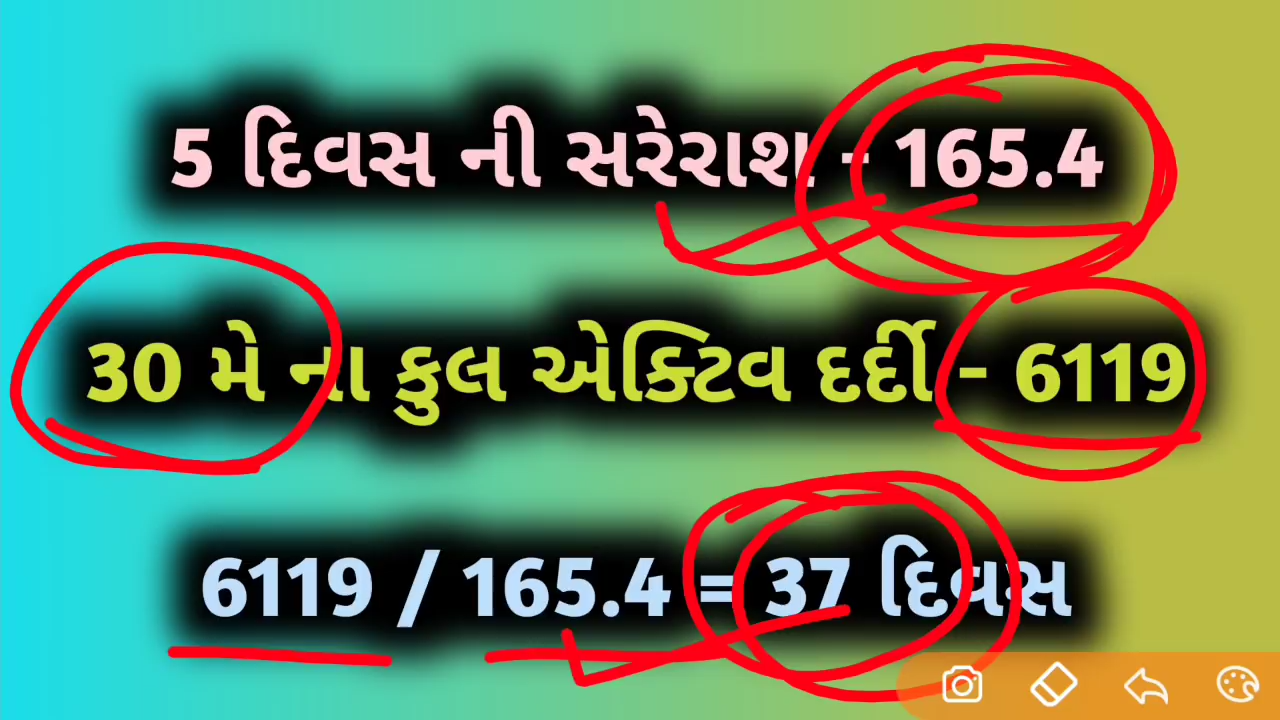 5 દિવસ ની સરેરાશ - 165.4
30 મે ના કુલ એક્ટિવ દર્દી - 6119
6119 / 165.4 = 37 દિવસ